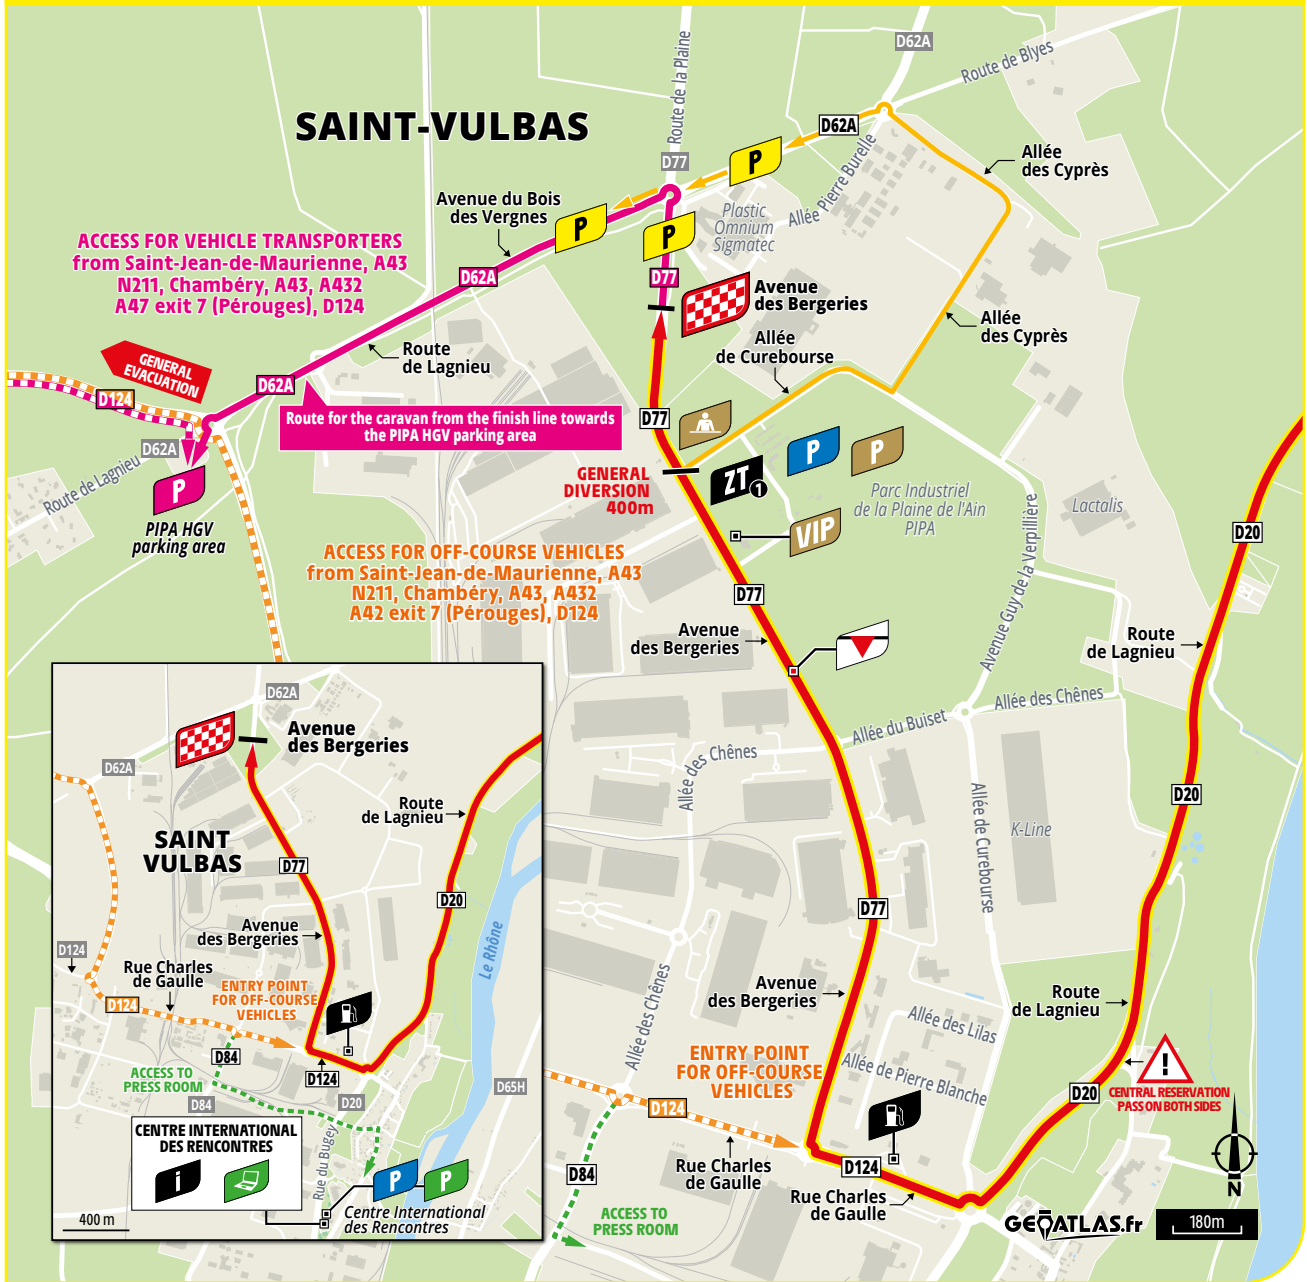 D62A
Route de Blyes
Route de la Plaine
SAINT-VULBAS
D62A
P
D77
Allée
des Cyprès
Allée Pierre Burelle
Avenue du Bois
des Vergnes
Plastic
Omnium
Sigmatec
P
P
ACCESS FOR VEHICLE TRANSPORTERS
from Saint-Jean-de-Maurienne, A43
N211, Chambéry, A43, A432
A47 exit 7 (Pérouges), D124
D62A
D77
Avenue
des Bergeries
Allée
des Cyprès
Allée
de Curebourse
Route
de Lagnieu
GENERAL
EVACUATION
D62A
D124
Route for the caravan from the finish line towards
the PIPA HGV parking area
D77
D62A
Route de Lagnieu
P
PIPA HGV
parking area
GENERAL
DIVERSION
400m
ZT1
P
P
Parc Industriel
de la Plaine de l'Ain
PIPA
Lactalis
VIP
D20
ACCESS FOR OFF-COURSE VEHICLES
from Saint-Jean-de-Maurienne, A43
N211, Chambéry, A43, A432
A42 exit 7 (Pérouges), D124
D77
Avenue Guy de la Verpillière
Avenue
des Bergeries
Route
de Lagnieu
Allée des Chênes
Allée du Buiset
Allée des Chênes
D20
Allée de Curebourse
K-Line
D77
Avenue
des Bergeries
Allée des Chênes
Allée des Lilas
Route
de Lagnieu
Allée de Pierre Blanche
ENTRY POINT
FOR OFF-COURSE
VEHICLES
D20
!
CENTRAL RESERVATION
PASS ON BOTH SIDES
D124
Rue Charles
de Gaulle
D124
D84
Rue Charles
de Gaulle
ACCESS TO
PRESS ROOM
N
GEOATLAS.fr
180m
D62A
Avenue
des Bergeries
D62A
Route
de Lagnieu
SAINT
VULBAS
D77
D20
Avenue
des Bergeries
Le Rhône
D124
Rue Charles
de Gaulle
ENTRY POINT
FOR OFF-COURSE
VEHICLES
D124
D84
D124
ACCESS TO
PRESS ROOM
D65H
D84
D20
CENTRE INTERNATIONAL
DES RENCONTRES
i
Rue du Bugey
P
P
Centre International
des Rencontres
400 m